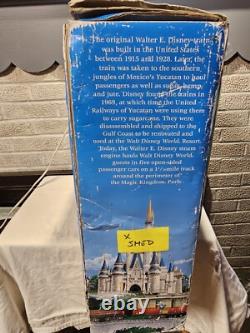 The original Walter E. Disney train
was built in the United States
between 1915 and 1928. Later, the
train was taken to the southern
jungles of Mexico's Yucatan to haul
passengers as well as sugar, hemp
and jute. Disney found the trains in
1969, at which time the United
Railways of Yucatan were using
them to carry sugarcane. They
were disassembled and shipped to
the Gulf Coast to be renovated and
used at the Walt Disney World. Resort.
Today, the Walter E. Disney steam
engine hauls Walt Disney World
guests in five open-sided
passenger cars on a 1½-mile track
around the perimeter of
the Magic Kingdom Park.
X
SHED